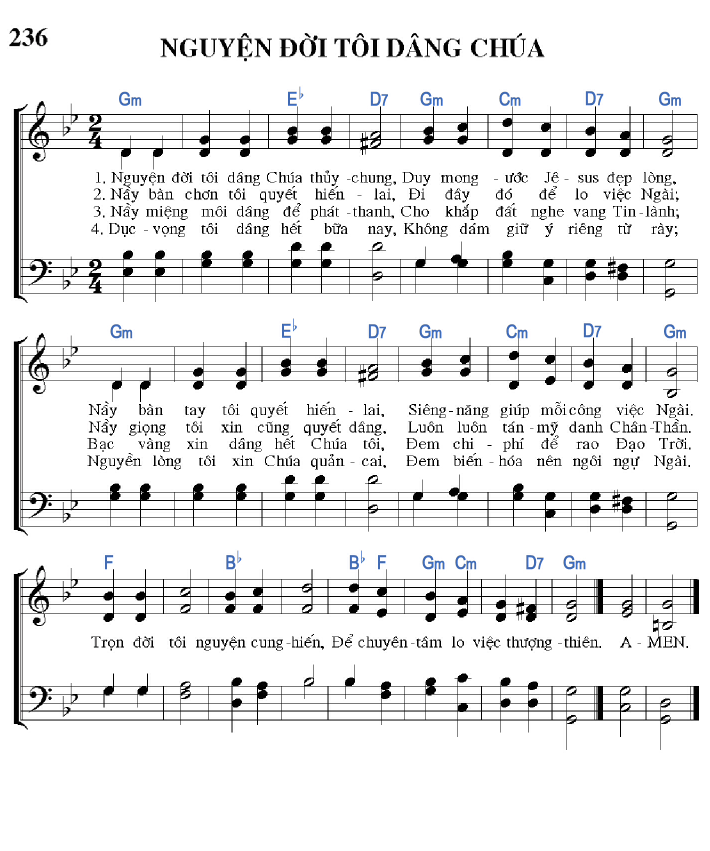 236
NGUYỆN ĐỜI TÔI DÂNG CHÚA
Gm E♭ D7 Gm Cm D7 Gm
2 4
1. Nguyện đời tôi dâng Chúa thủy-chung, Duy mong-ước Jê-sus đẹp lòng,
2. Nầy bàn chơn tôi quyết hiến-lai, Đi đây đó để lo việc Ngài;
3. Nầy miệng môi dâng để phát-thanh, Cho khắp đất nghe vang Tin-lành;
4. Dục-vọng tôi dâng hết bữa nay, Không dám giữ ý riêng từ rày;
2 4
Gm E♭ D7 Gm Cm D7 Gm
Nầy bàn tay tôi quyết hiến-lai, Siêng-năng giúp mỗi công việc Ngài.
Nầy giọng tôi xin cũng quyết dâng, Luôn luôn tán-mỹ danh Chân-Thần.
Bạc vàng xin dâng hết Chúa tôi, Đem chi-phí để rao Đạo Trời.
Nguyền lòng tôi xin Chúa quản-cai, Đem biến-hóa nên ngôi ngự Ngài.
F B♭ B♭ F Gm Cm D7 Gm
Trọn đời tôi nguyện cung-hiến, Để chuyên-tâm lo việc thượng-thiên. A-MEN.